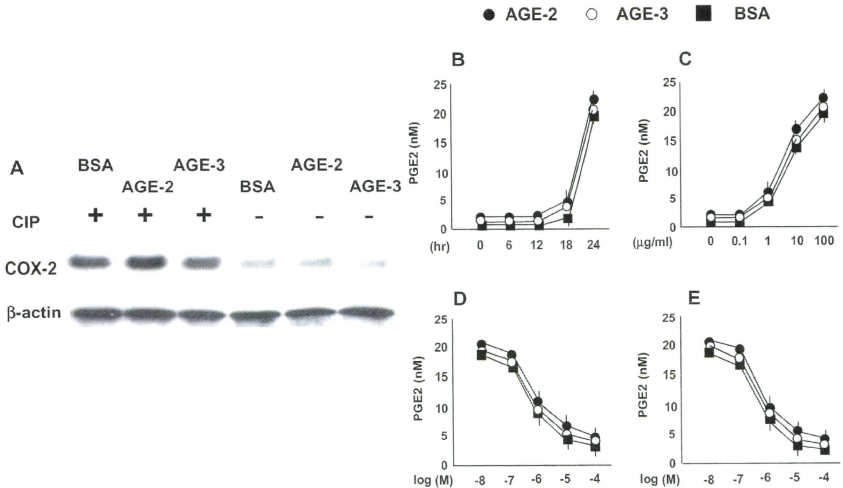 AGE-2 AGE-3 BSA
A
BSA AGE-3 AGE-2
AGE-2 BSA AGE-3
CIP + + + - - -
COX-2
β-actin
B
PGE2 (nM)
25
20
15
10
5
0
(hr) 0 6 12 18 24
C
PGE2 (nM)
25
20
15
10
5
0
(μg/ml) 0 0.1 1 10 100
D
PGE2 (nM)
25
20
15
10
5
0
log (M) -8 -7 -6 -5 -4
E
PGE2 (nM)
25
20
15
10
5
0
log (M) -8 -7 -6 -5 -4